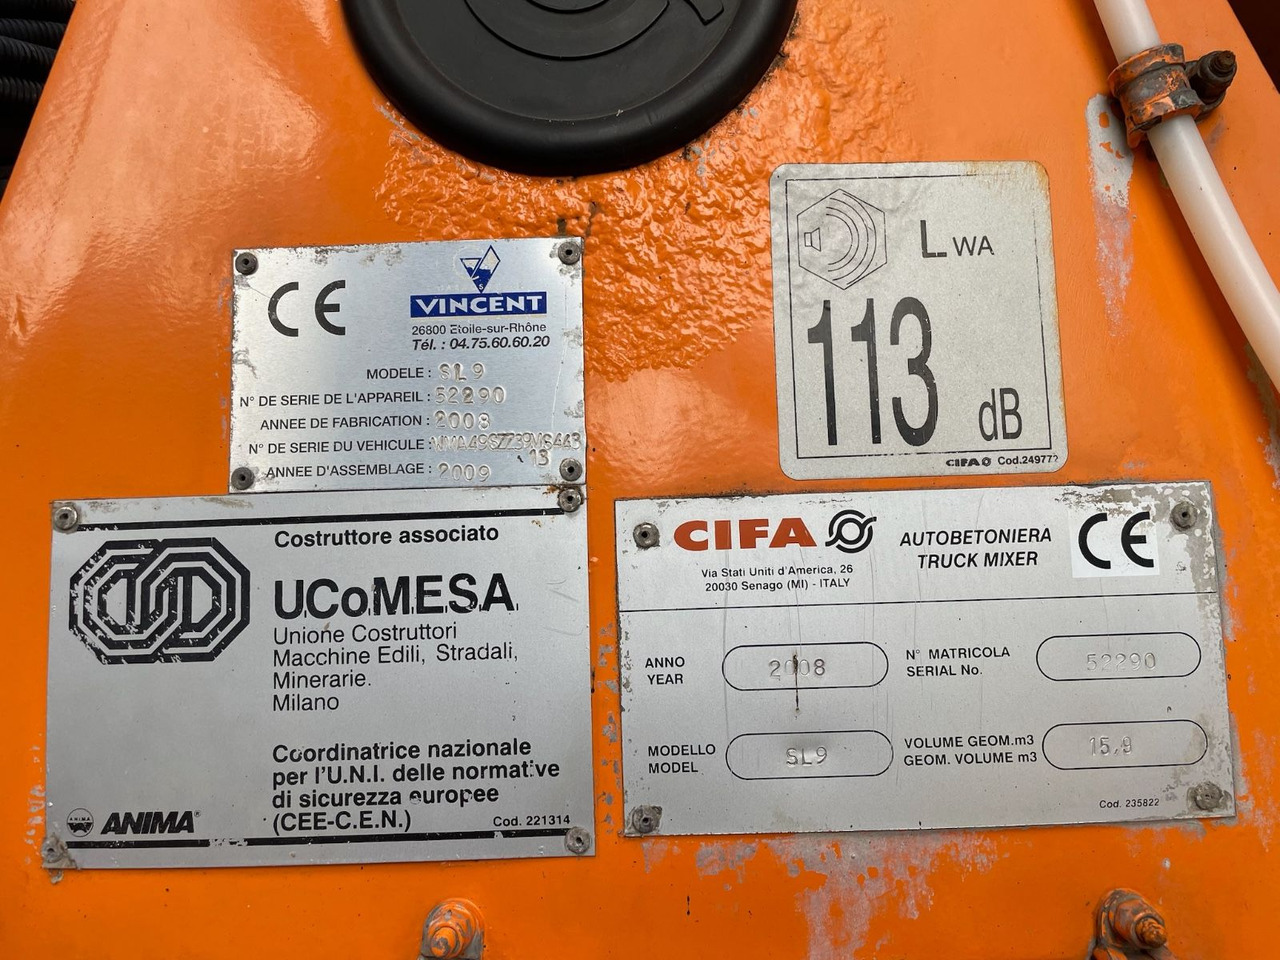 CE
VINCENT
26800 Etoile-sur-Rhône
Tél. : 04.75.60.60.20
MODELE : SL9
N° DE SERIE DE L'APPAREIL : 52290
ANNEE DE FABRICATION : 2008
N° DE SERIE DU VEHICULE :
13
ANNEE D'ASSEMBLAGE : 2009
LWA
113
dB
CIFA Cod.249772
Costruttore associato
U.Co.M.E.S.A.
Unione Costruttori
Macchine Edili, Stradali,
Minerarie.
Milano
Coordinatrice nazionale
per l'U.N.I. delle normative
di sicurezza europee
(CEE-C.E.N.)
Cod. 221314
ANIMA
CIFA
Via Stati Uniti d'America, 26
20030 Senago (MI) - ITALY
AUTOBETONIERA
TRUCK MIXER
CE
ANNO
YEAR
2008
N° MATRICOLA
SERIAL No.
52290
MODELLO
MODEL
SL9
VOLUME GEOM.m3
GEOM. VOLUME m3
15,9
Cod. 235822